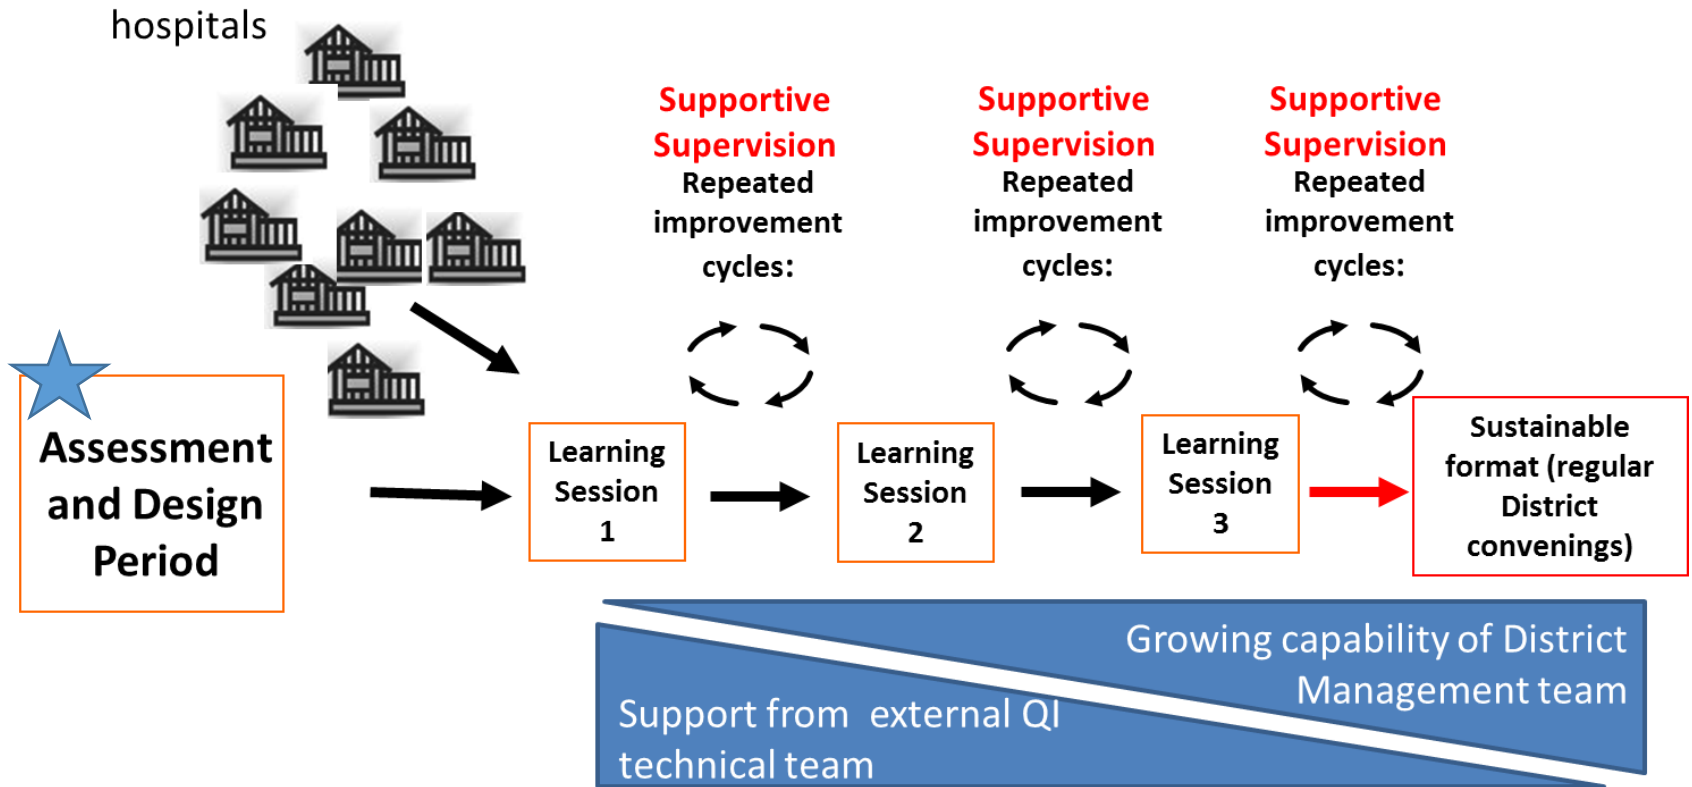 hospitals
Supportive
Supervision
Repeated
improvement
cycles:
Supportive
Supervision
Repeated
improvement
cycles:
Supportive
Supervision
Repeated
improvement
cycles:
Assessment
and Design
Period
Learning
Session
1
Learning
Session
2
Learning
Session
3
Sustainable
format (regular
District
convenings)
Growing capability of District
Management team
Support from  external QI
technical team